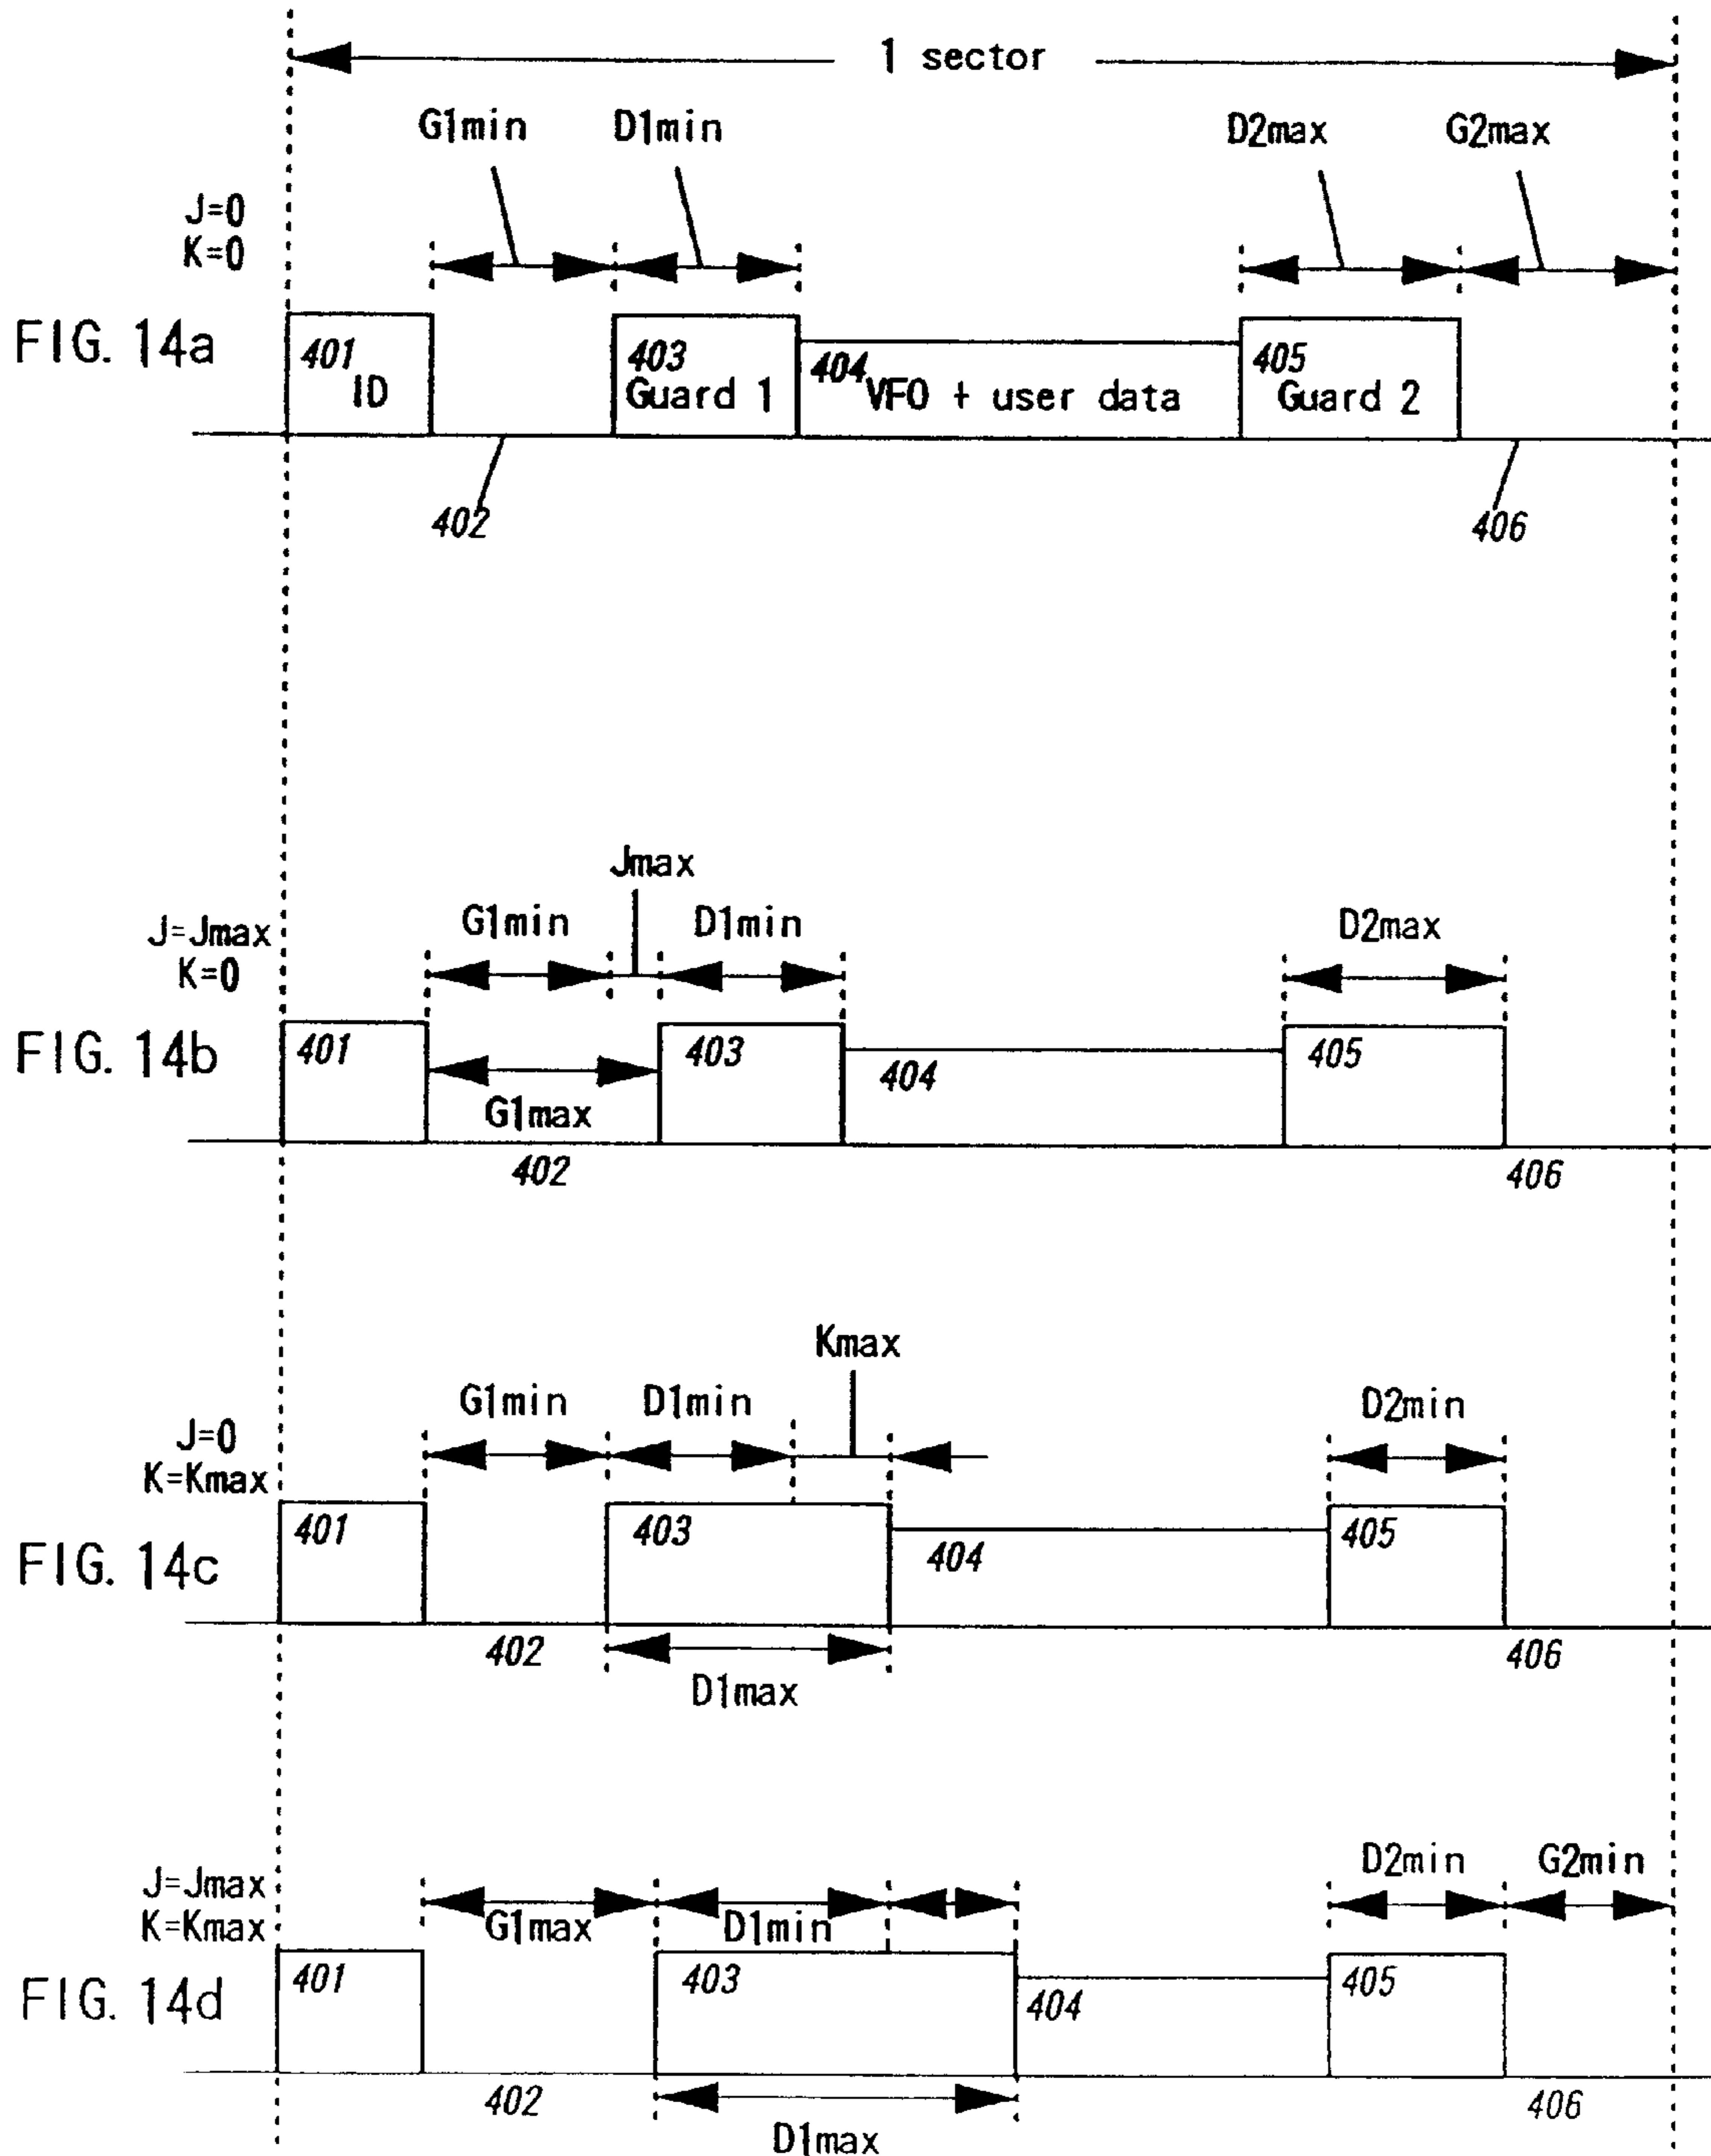 1 sector
G1min D1min D2max G2max
J=0
K=0
FIG. 14a
401 ID
403 Guard 1
404 VFO + user data
405 Guard 2
402 406
Jmax
G1min D1min D2max
J=Jmax
K=0
FIG. 14b
401 403 404 405
G1max
402 406
Kmax
G1min D1min D2min
J=0
K=Kmax
FIG. 14c
401 403 404 405
402 406
D1max
D2min G2min
J=Jmax
K=Kmax
G1max D1min
FIG. 14d
401 403 404 405
402 406
D1max